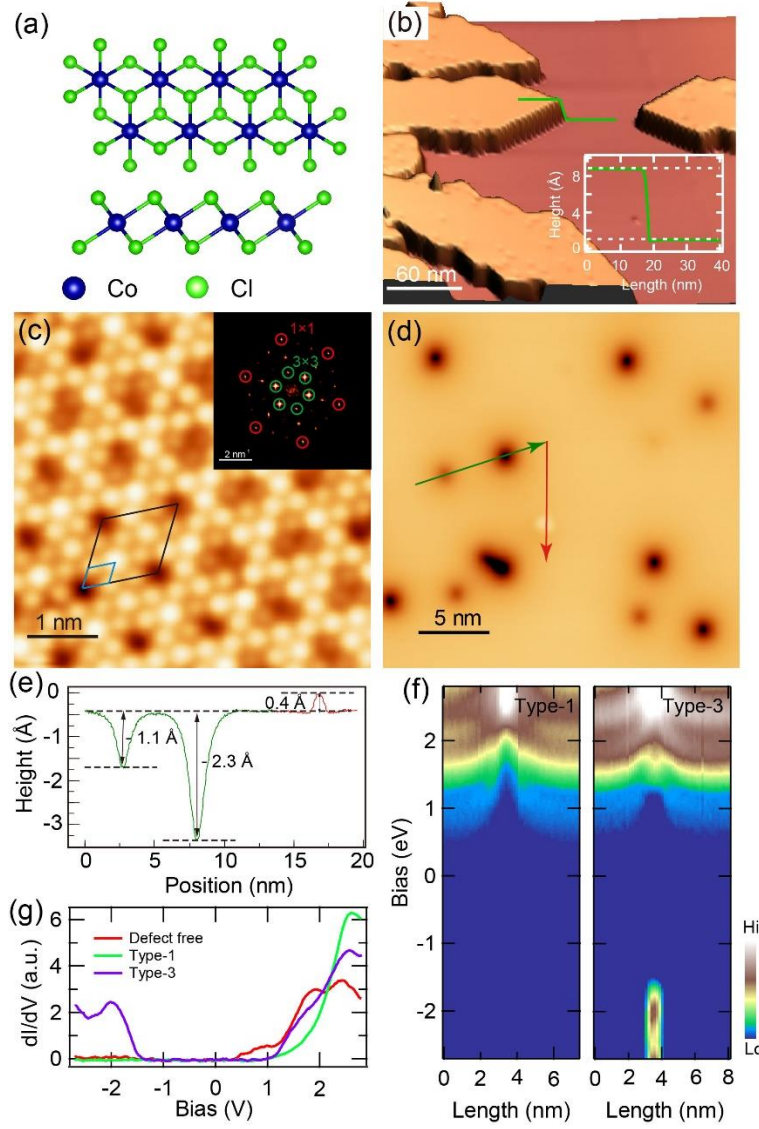 (a)
Co
Cl
(b)
60 nm
Height (Å)
8
4
0
0 10 20 30 40
Length (nm)
(c)
1×1
3×3
2 nm⁻¹
1 nm
(d)
5 nm
(e)
Height (Å)
0
-1
-2
-3
0.4 Å
- 1.1 Å
- 2.3 Å
0 5 10 15 20
Position (nm)
(f)
Type-1
Type-3
Bias (eV)
2
1
0
-1
-2
0 4 8
Length (nm)
0 2 4 6 8
Length (nm)
Hi
Lo
(g)
dI/dV (a.u.)
6
4
2
0
Defect free
Type-1
Type-3
-2 -1 0 1 2
Bias (V)